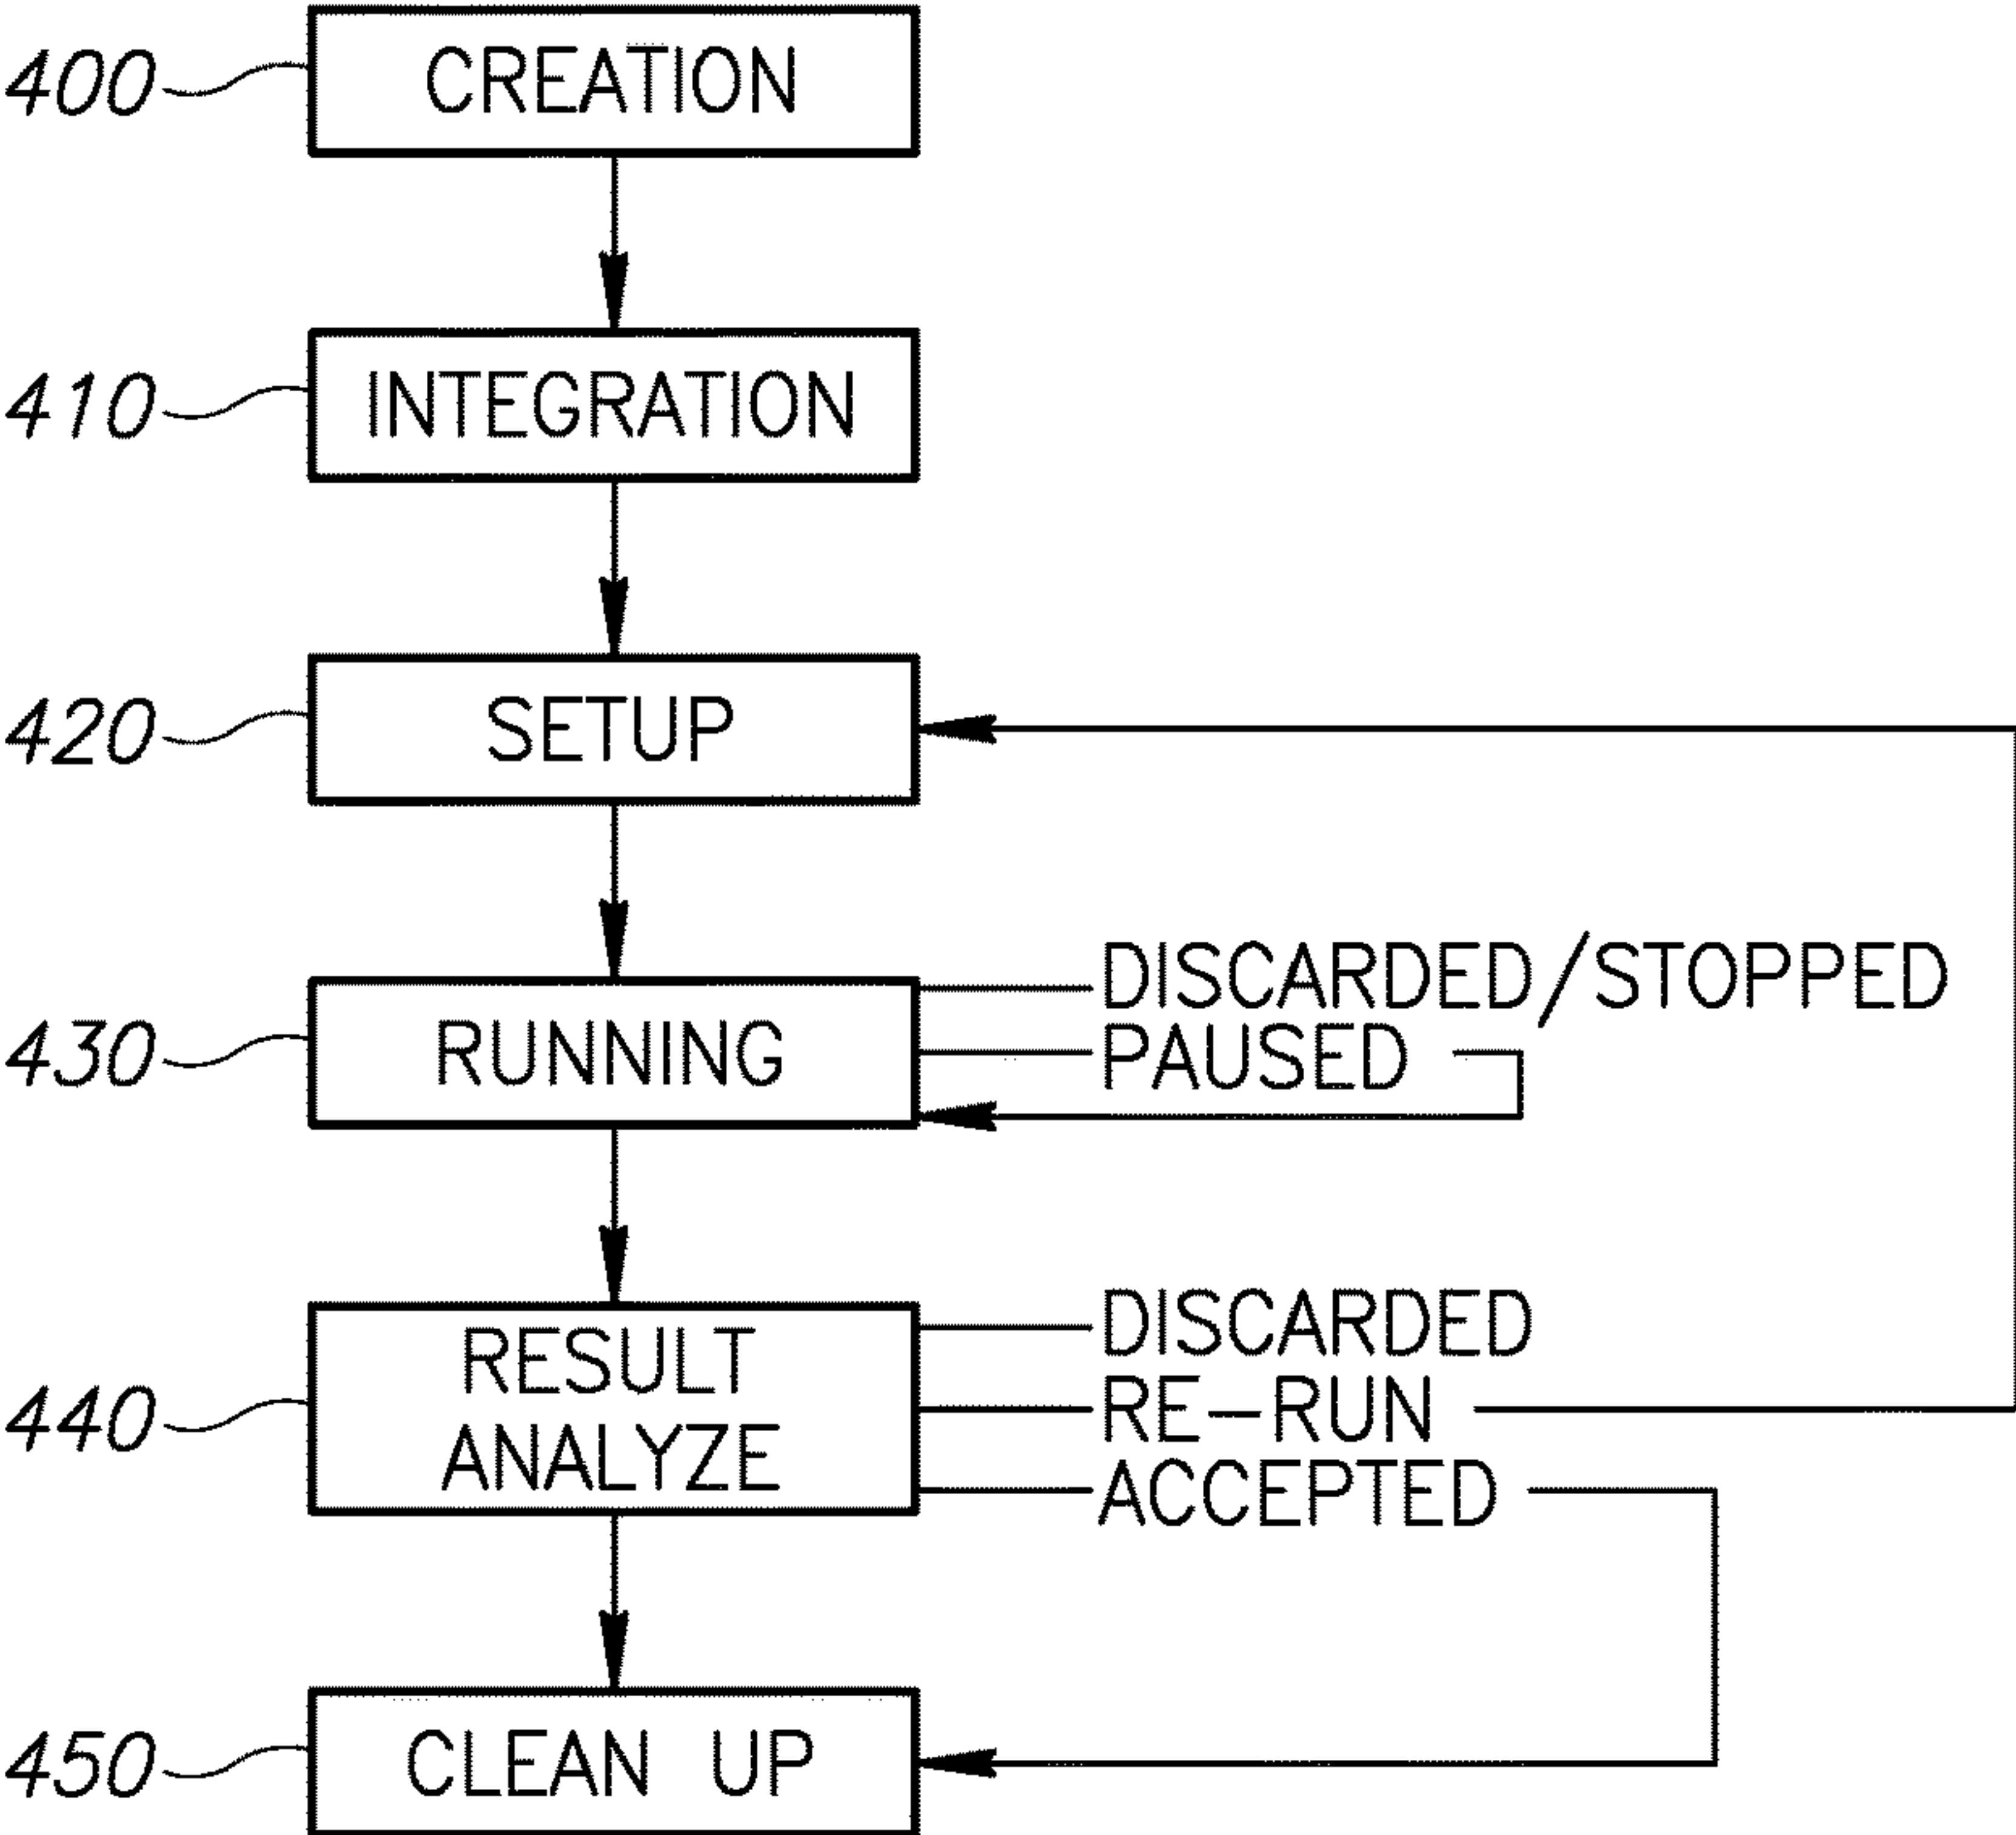 400 CREATION
410 INTEGRATION
420 SETUP
430 RUNNING
DISCARDED/STOPPED
PAUSED
440 RESULT
ANALYZE
DISCARDED
RE-RUN
ACCEPTED
450 CLEAN UP